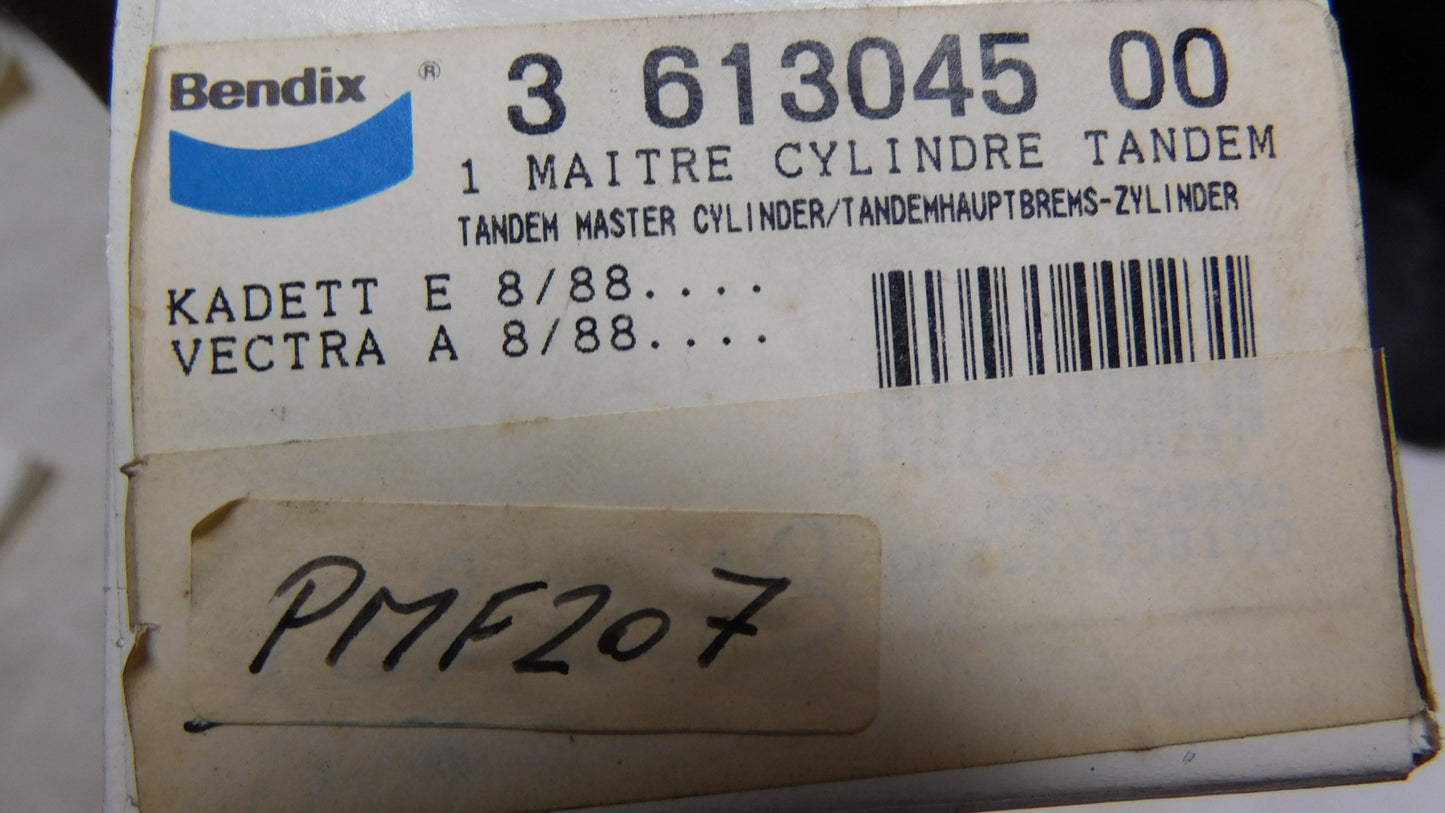 Bendix ®
3 613045 00
1 MAITRE CYLINDRE TANDEM
TANDEM MASTER CYLINDER/TANDEMHAUPTBREMS-ZYLINDER
KADETT E 8/88....
VECTRA A 8/88....
PMF207